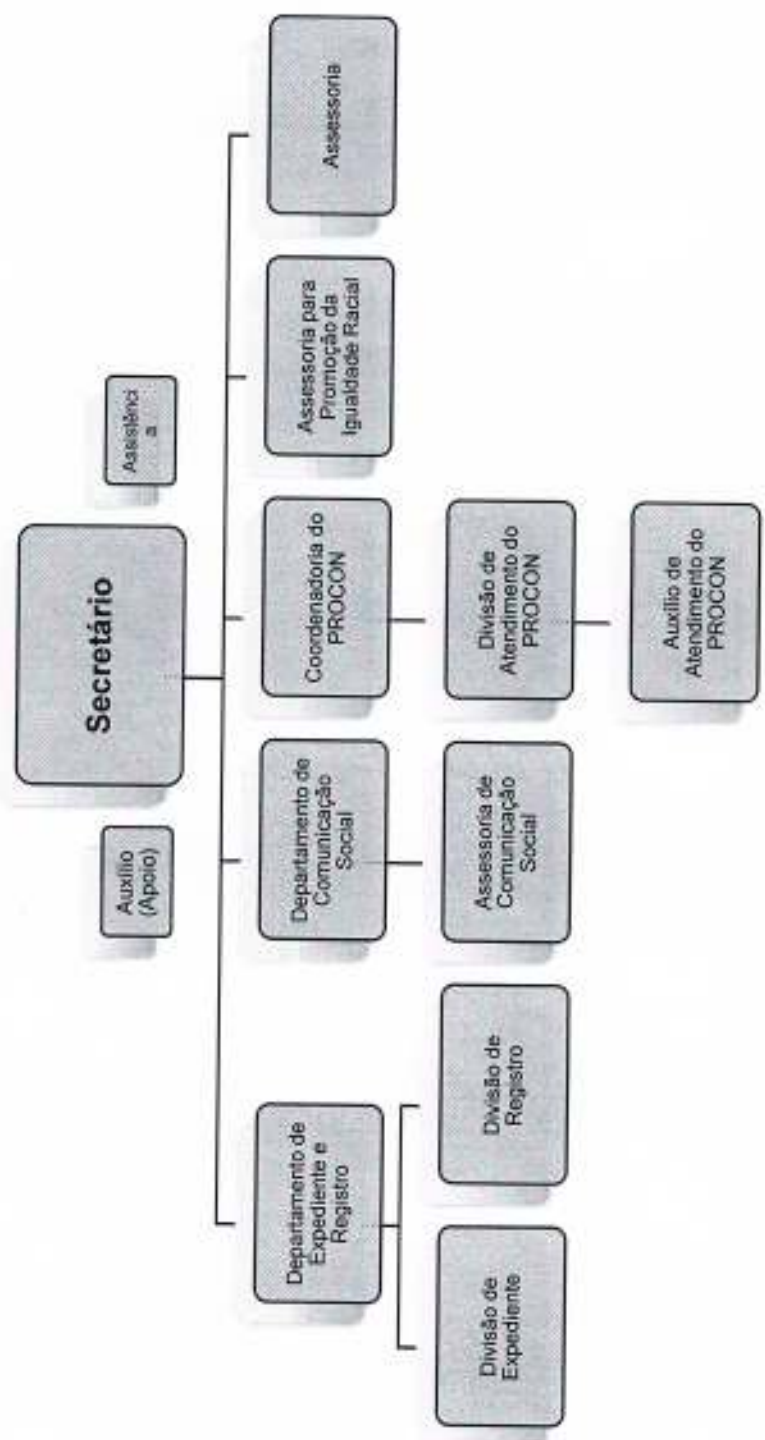 Secretário
Auxílio
(Apoio)
Assistênci
a
Departamento de
Expediente e
Registro
Departamento de
Comunicação
Social
Coordenadoria do
PROCON
Assessoria para
Promoção da
Igualdade Racial
Assessoria
Divisão de
Expediente
Divisão de
Registro
Assessoria de
Comunicação
Social
Divisão de
Atendimento do
PROCON
Auxílio de
Atendimento do
PROCON